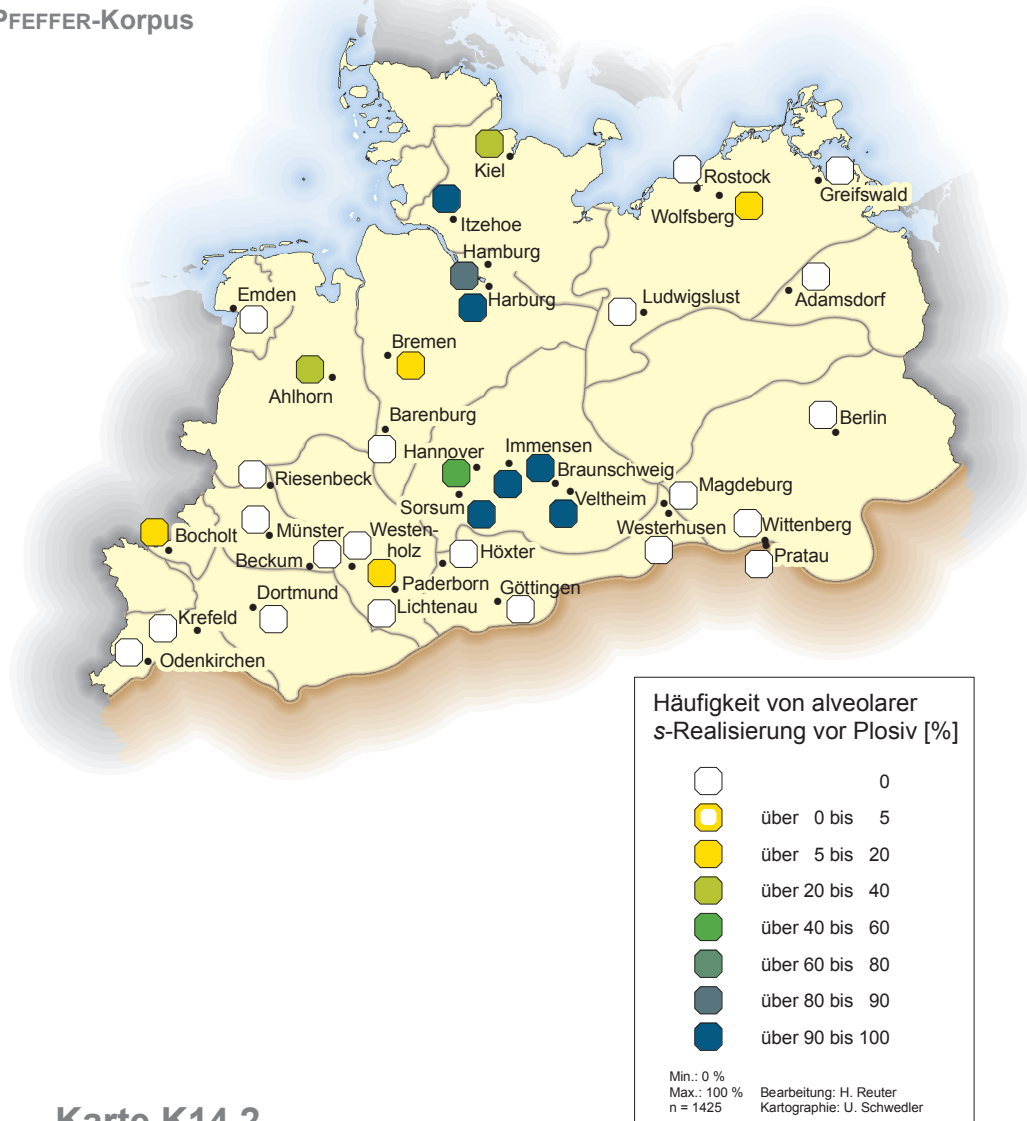 PFEFFER-Korpus
Kiel
Rostock
Greifswald
Wolfsberg
Itzehoe
Hamburg
Harburg
Ludwigslust
Adamsdorf
Emden
Bremen
Ahlhorn
Barenburg
Berlin
Hannover
Immensen
Braunschweig
Riesenbeck
Veltheim
Magdeburg
Sorsum
Westerhusen
Wittenberg
Bocholt
Münster
Westen-
holz
Beckum
Höxter
Pratau
Paderborn
Göttingen
Dortmund
Lichtenau
Krefeld
Odenkirchen
Häufigkeit von alveolarer
s-Realisierung vor Plosiv [%]
0
über 0 bis 5
über 5 bis 20
über 20 bis 40
über 40 bis 60
über 60 bis 80
über 80 bis 90
über 90 bis 100
Min.: 0 %
Max.: 100 % Bearbeitung: H. Reuter
n = 1425 Kartographie: U. Schwedler
Karte K14.2